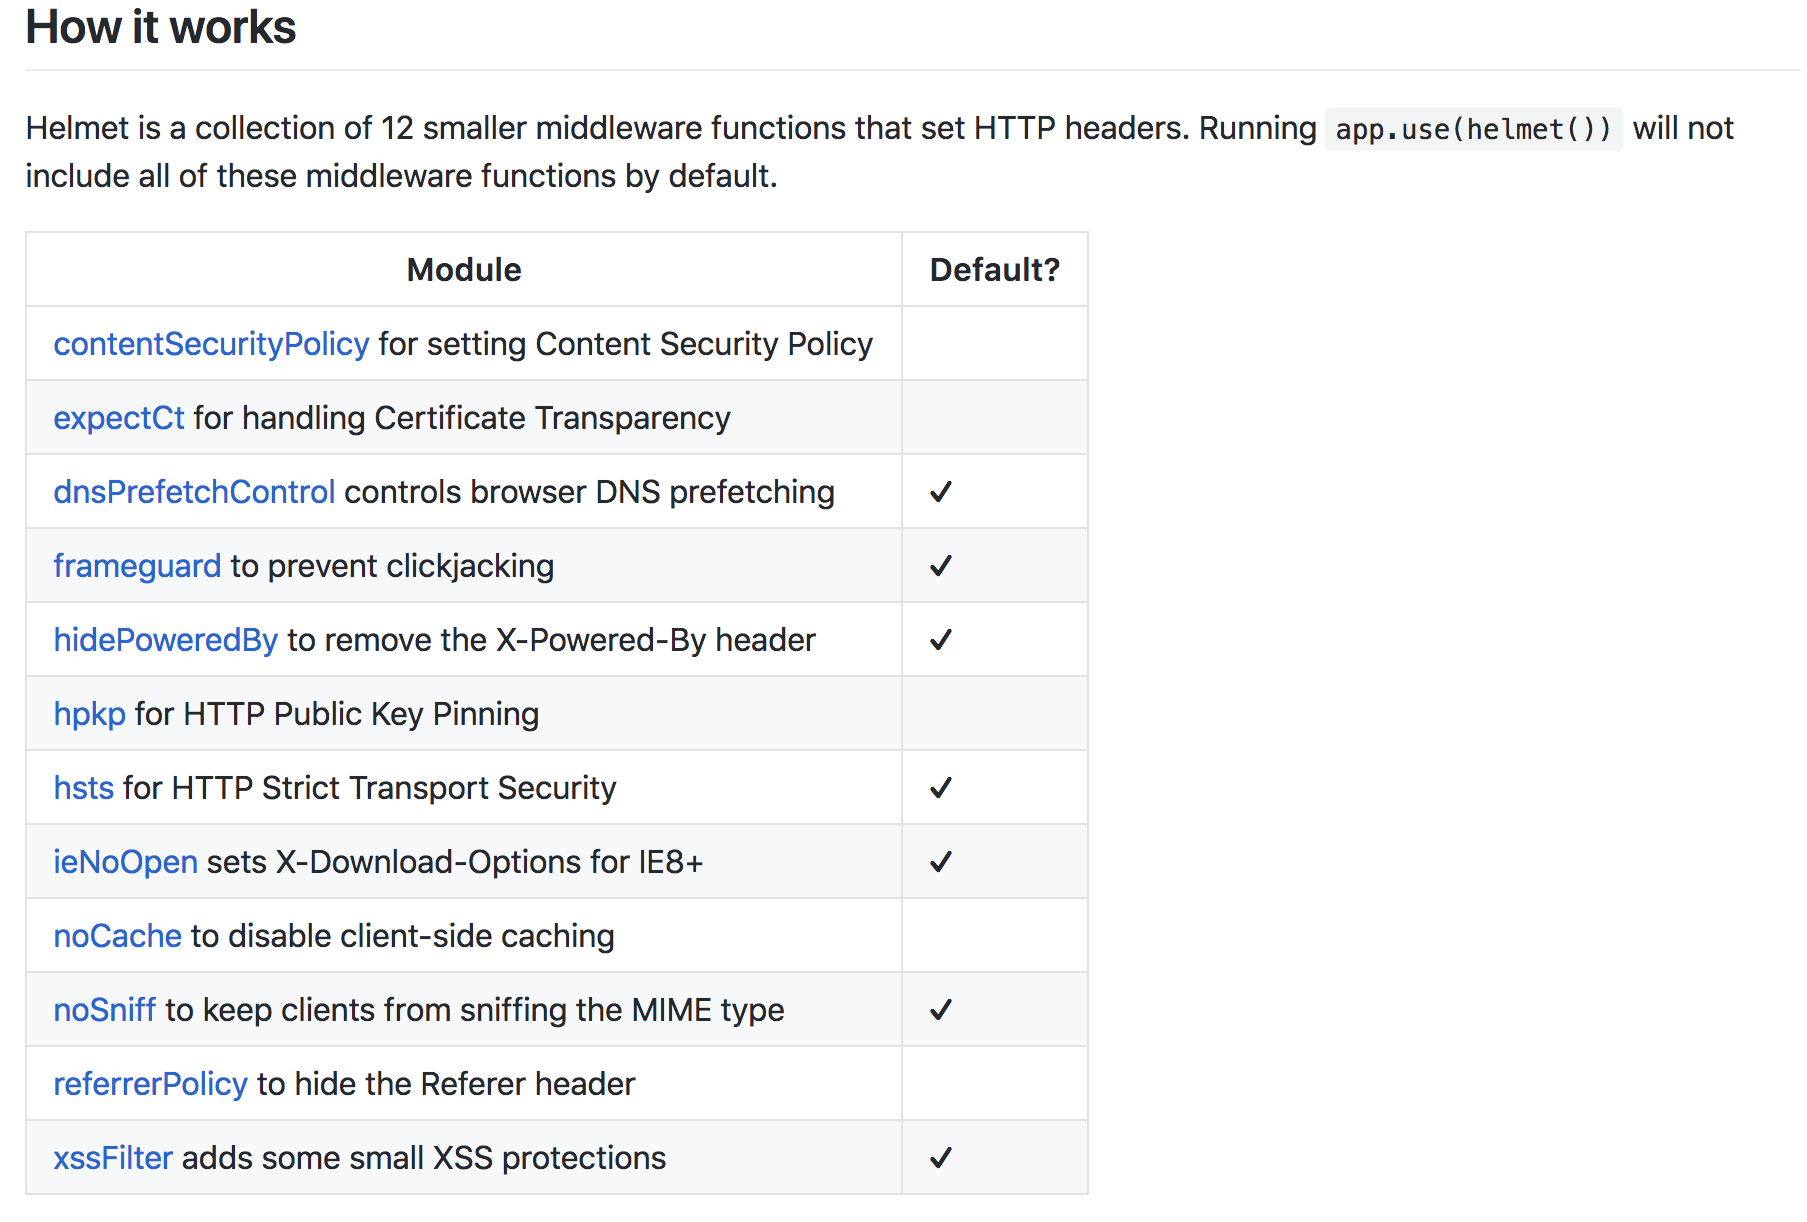 How it works
Helmet is a collection of 12 smaller middleware functions that set HTTP headers. Running app.use(helmet()) will not
include all of these middleware functions by default.
Module Default?
contentSecurityPolicy for setting Content Security Policy
expectCt for handling Certificate Transparency
dnsPrefetchControl controls browser DNS prefetching ✔
frameguard to prevent clickjacking ✔
hidePoweredBy to remove the X-Powered-By header ✔
hpkp for HTTP Public Key Pinning
hsts for HTTP Strict Transport Security ✔
ieNoOpen sets X-Download-Options for IE8+ ✔
noCache to disable client-side caching
noSniff to keep clients from sniffing the MIME type ✔
referrerPolicy to hide the Referer header
xssFilter adds some small XSS protections ✔